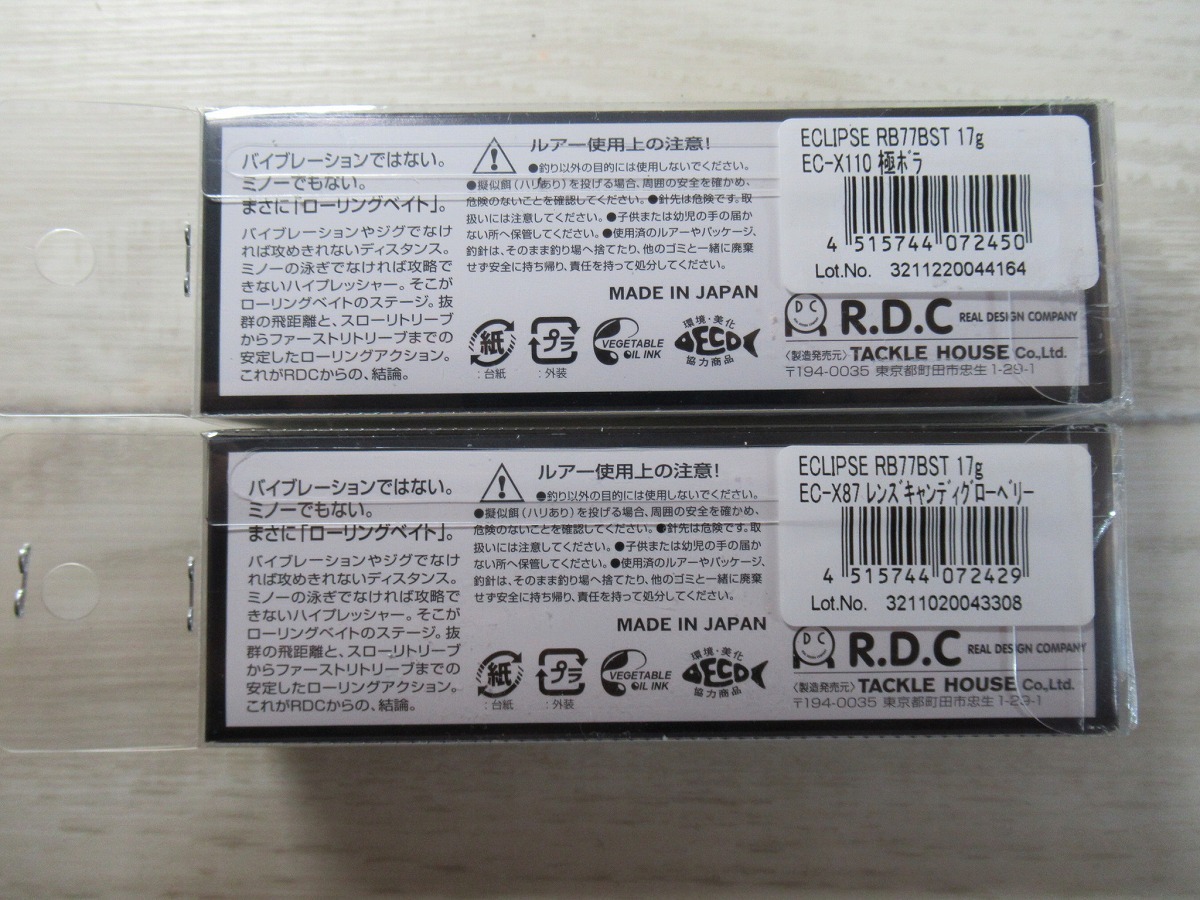 バイブレーションではない。
ミノーでもない。
まさに「ローリングベイト」。
バイブレーションやジグでなけ
れば攻めきれないディスタンス。
ミノーの泳ぎでなければ攻略で
きないハイプレッシャー。そこが
ローリングベイトのステージ。抜
群の飛距離と、スローリトリーブ
からファーストリトリーブまでの
安定したローリングアクション。
これがRDCからの、結論。
ルアー使用上の注意!
●釣り以外の目的には使用しないでください。
●擬似餌(ハリあり)を投げる場合、周囲の安全を確かめ、
危険のないことを確認してください。●針先は危険です。取
扱いには注意してください。●子供または幼児の手の届か
ない所へ保管してください。●使用済のルアーやパッケージ、
釣針は、そのまま釣り場へ捨てたり、他のゴミと一緒に廃棄
せず安全に持ち帰り、責任を持って処分してください。
MADE IN JAPAN
紙
:台紙
プラ
:外装
VEGETABLE
OIL INK
環境・美化
ECO
協力商品
ECLIPSE RB77BST 17g
EC-X110 極ボラ
4 515744 072450
Lot.No. 3211220044164
D C
R.D.C REAL DESIGN COMPANY
〈製造発売元〉TACKLE HOUSE Co.,Ltd.
〒194-0035 東京都町田市忠生1-29-1
バイブレーションではない。
ミノーでもない。
まさに「ローリングベイト」。
バイブレーションやジグでなけ
れば攻めきれないディスタンス。
ミノーの泳ぎでなければ攻略で
きないハイプレッシャー。そこが
ローリングベイトのステージ。抜
群の飛距離と、スローリトリーブ
からファーストリトリーブまでの
安定したローリングアクション。
これがRDCからの、結論。
ルアー使用上の注意!
●釣り以外の目的には使用しないでください。
●擬似餌(ハリあり)を投げる場合、周囲の安全を確かめ、
危険のないことを確認してください。●針先は危険です。取
扱いには注意してください。●子供または幼児の手の届か
ない所へ保管してください。●使用済のルアーやパッケージ、
釣針は、そのまま釣り場へ捨てたり、他のゴミと一緒に廃棄
せず安全に持ち帰り、責任を持って処分してください。
MADE IN JAPAN
紙
:台紙
プラ
:外装
VEGETABLE
OIL INK
環境・美化
ECO
協力商品
ECLIPSE RB77BST 17g
EC-X87 レンズキャンディグローベリー
4 515744 072429
Lot.No. 3211020043308
D C
R.D.C REAL DESIGN COMPANY
〈製造発売元〉TACKLE HOUSE Co.,Ltd.
〒194-0035 東京都町田市忠生1-29-1